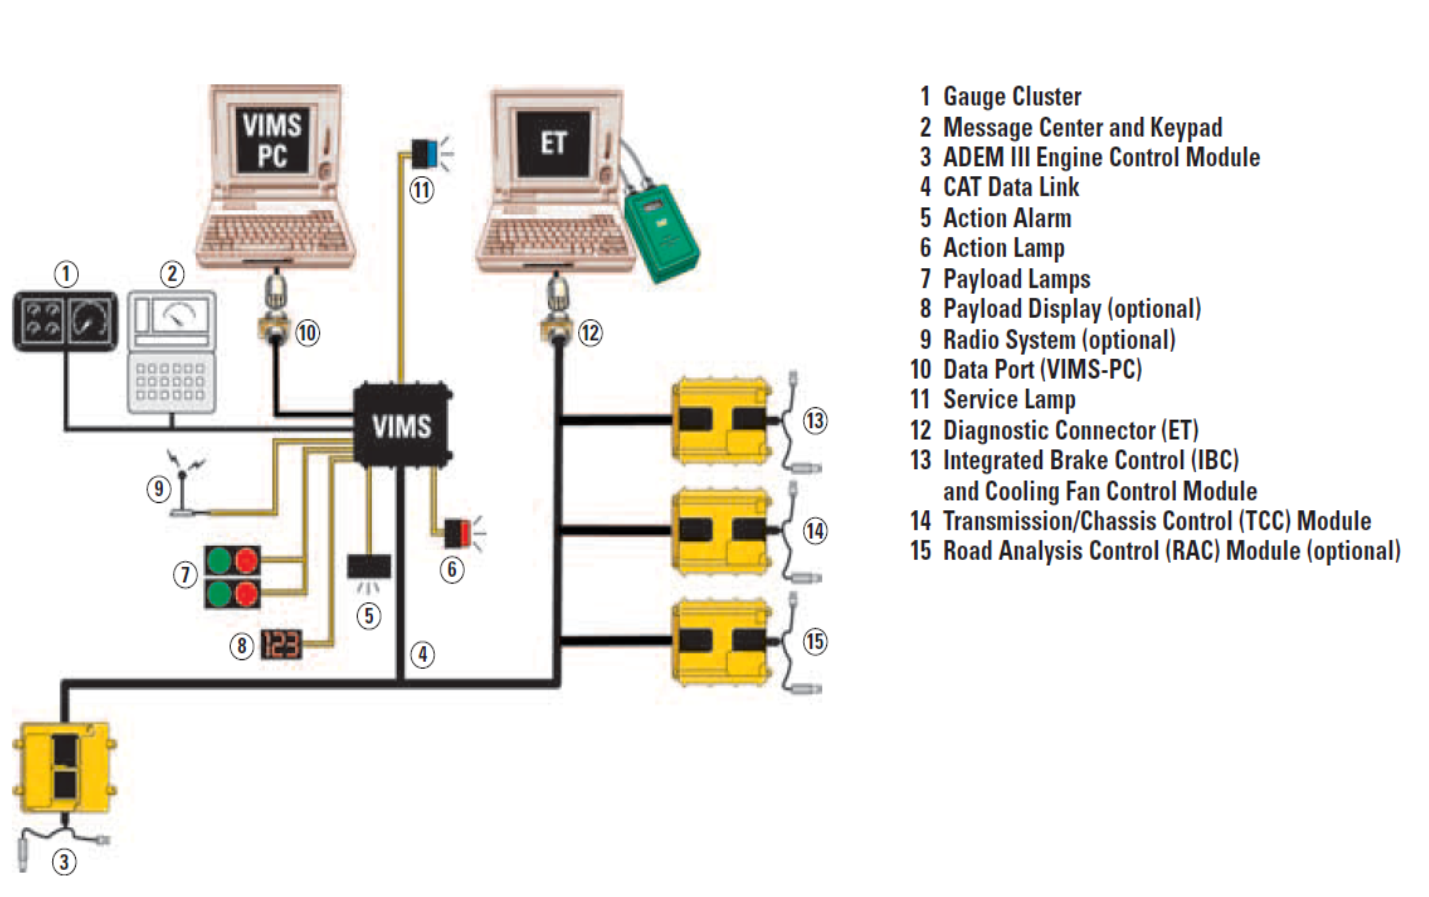 VIMS
PC
ET
11
1
2
10
12
VIMS
13
9
14
6
7
5
8
123
4
15
3
1 Gauge Cluster
2 Message Center and Keypad
3 ADEM III Engine Control Module
4 CAT Data Link
5 Action Alarm
6 Action Lamp
7 Payload Lamps
8 Payload Display (optional)
9 Radio System (optional)
10 Data Port (VIMS-PC)
11 Service Lamp
12 Diagnostic Connector (ET)
13 Integrated Brake Control (IBC)
and Cooling Fan Control Module
14 Transmission/Chassis Control (TCC) Module
15 Road Analysis Control (RAC) Module (optional)